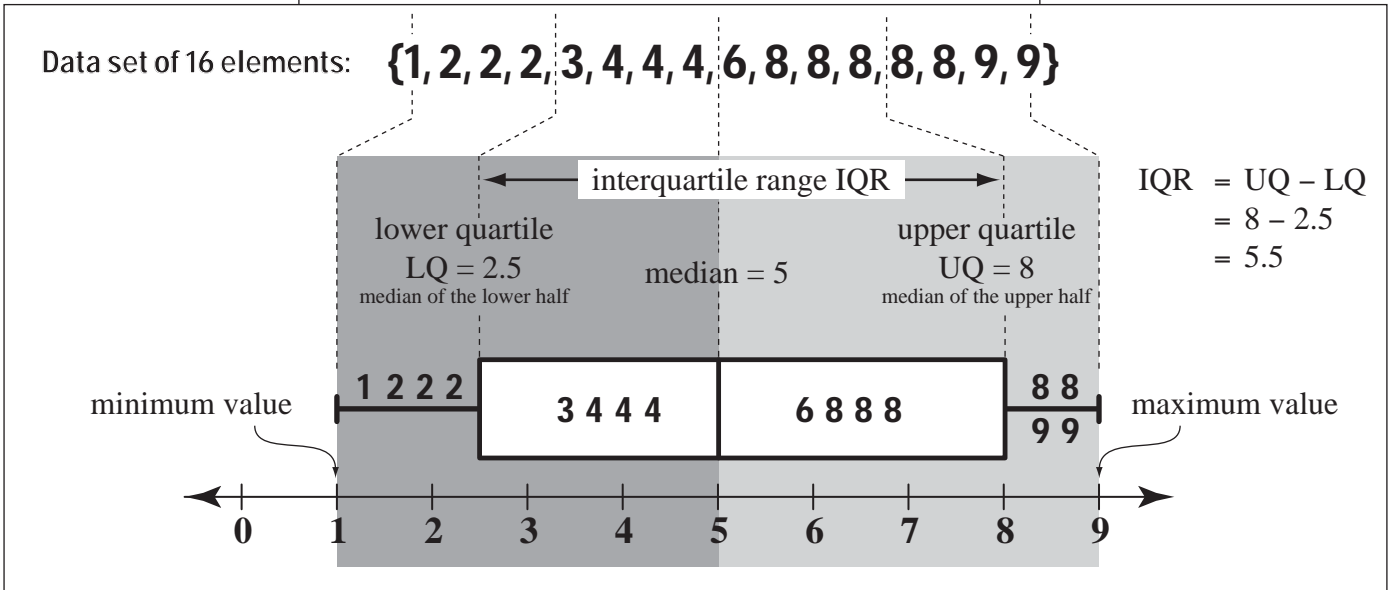 Data set of 16 elements: {1, 2, 2, 2, 3, 4, 4, 4, 6, 8, 8, 8, 8, 8, 9, 9}
interquartile range IQR
IQR = UQ – LQ
= 8 – 2.5
= 5.5
lower quartile
LQ = 2.5
median of the lower half
median = 5
upper quartile
UQ = 8
median of the upper half
minimum value
1 2 2 2
3 4 4 4
6 8 8 8
8 8
9 9
maximum value
0 1 2 3 4 5 6 7 8 9